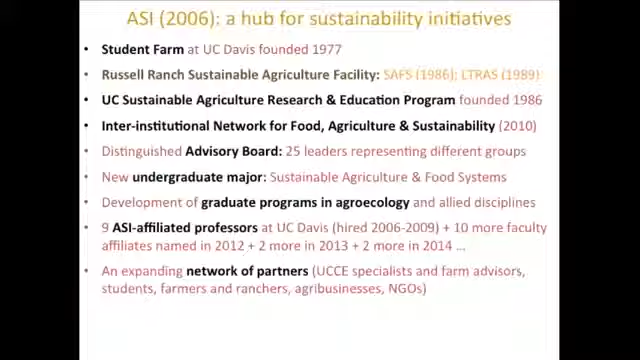 ASI (2006): a hub for sustainability initiatives
• Student Farm at UC Davis founded 1977
• Russell Ranch Sustainable Agriculture Facility: SAFS (1986); LTRAS (1989)
• UC Sustainable Agriculture Research & Education Program founded 1986
• Inter-institutional Network for Food, Agriculture & Sustainability (2010)
• Distinguished Advisory Board: 25 leaders representing different groups
• New undergraduate major: Sustainable Agriculture & Food Systems
• Development of graduate programs in agroecology and allied disciplines
• 9 ASI-affiliated professors at UC Davis (hired 2006-2009) + 10 more faculty
affiliates named in 2012 + 2 more in 2013 + 2 more in 2014 …
• An expanding network of partners (UCCE specialists and farm advisors,
students, farmers and ranchers, agribusinesses, NGOs)